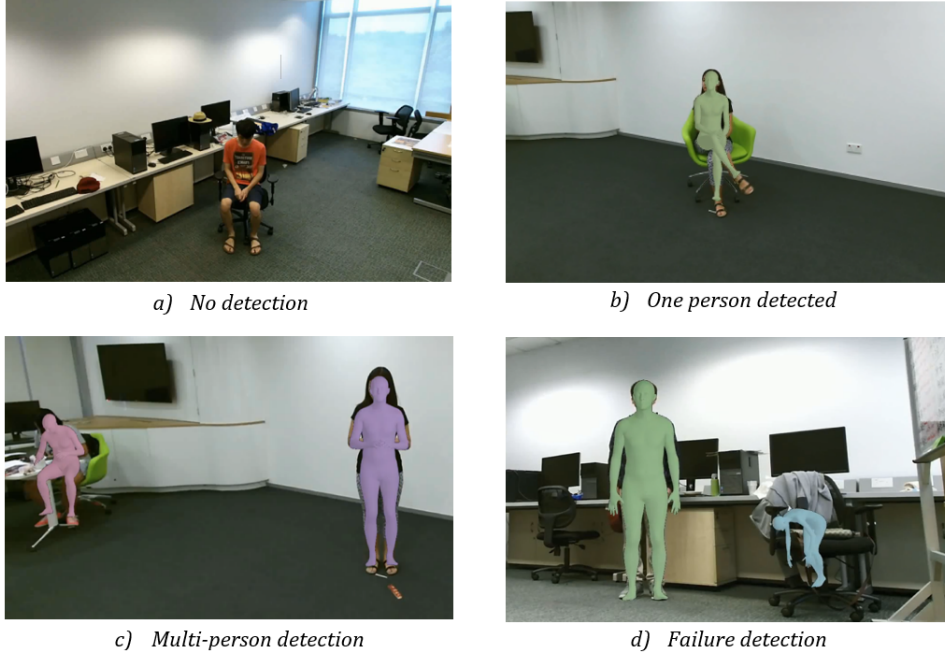 a) No detection
b) One person detected
c) Multi-person detection
d) Failure detection